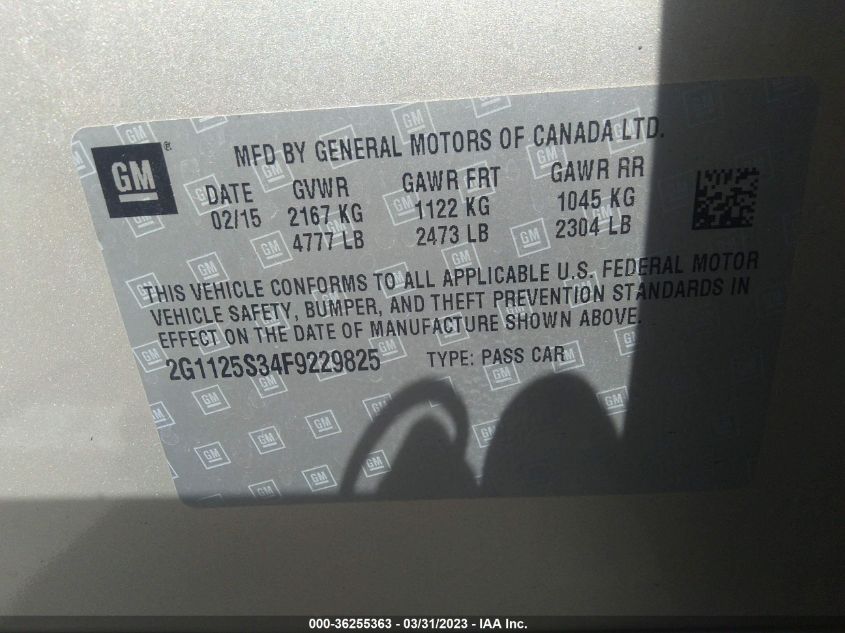 GM ®
MFD BY GENERAL MOTORS OF CANADA LTD.
DATE GVWR GAWR FRT GAWR RR
02/15 2167 KG 1122 KG 1045 KG
4777 LB 2473 LB 2304 LB
THIS VEHICLE CONFORMS TO ALL APPLICABLE U.S. FEDERAL MOTOR
VEHICLE SAFETY, BUMPER, AND THEFT PREVENTION STANDARDS IN
EFFECT ON THE DATE OF MANUFACTURE SHOWN ABOVE.
2G1125S34F9229825 TYPE: PASS CAR
000-36255363 - 03/31/2023 - IAA Inc.